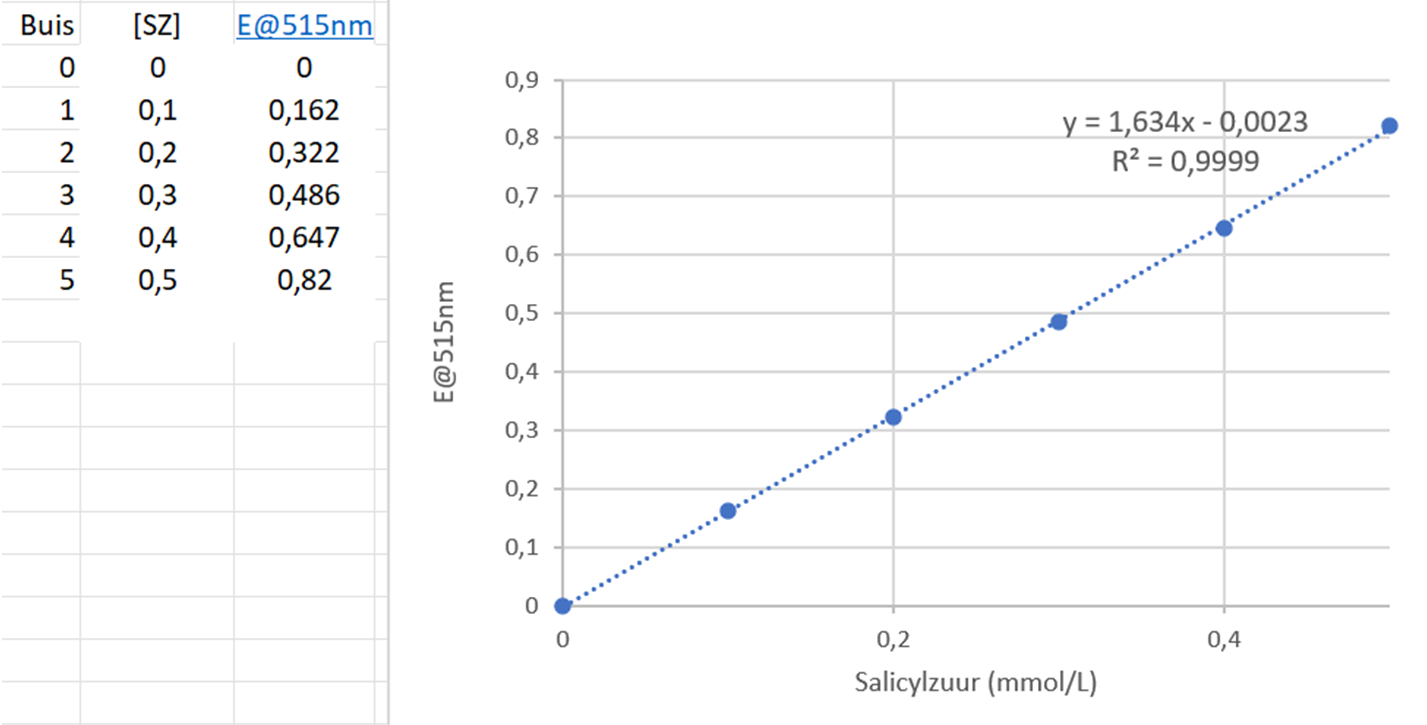 Buis [SZ] E@515nm
0 0 0
1 0,1 0,162
2 0,2 0,322
3 0,3 0,486
4 0,4 0,647
5 0,5 0,82
0,9
0,8
0,7
0,6
0,5
0,4
0,3
0,2
0,1
0
E@515nm
y = 1,634x - 0,0023
R² = 0,9999
0 0,2 0,4
Salicylzuur (mmol/L)